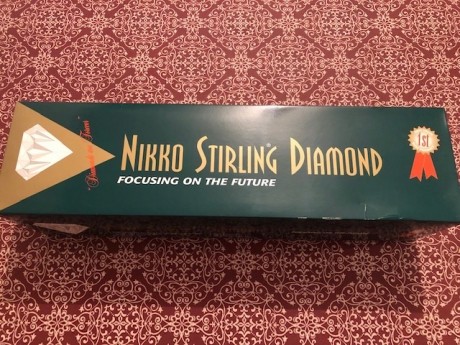 NIKKO STIRLING DIAMOND
FOCUSING ON THE FUTURE
1st